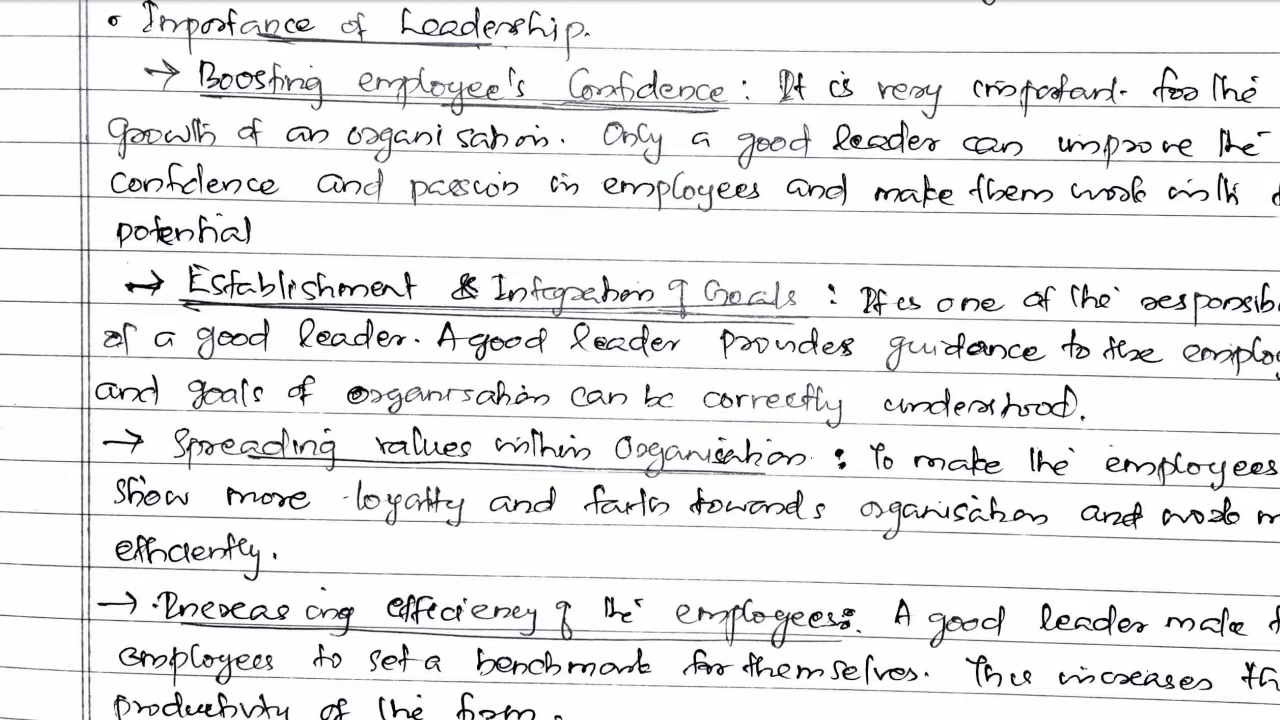 • Importance of Leadership.
→ Boosting employee's Confidence : It is very important for the
Growth of an organisation. Only a good leader can improve the
confidence and passion in employees and make them work with
potential
→ Establishment & Integration of Goals : It is one of the responsib
of a good leader. A good leader provides guidance to the employ
and goals of organisation can be correctly understood.
→ Spreading values within Organisation : To make the employees
show more loyalty and faith towards organisation and work m
efficiently.
→ Increasing efficiency of the employees: A good leader make t
employees to set a benchmark for themselves. This increases th
productivity of the firm.